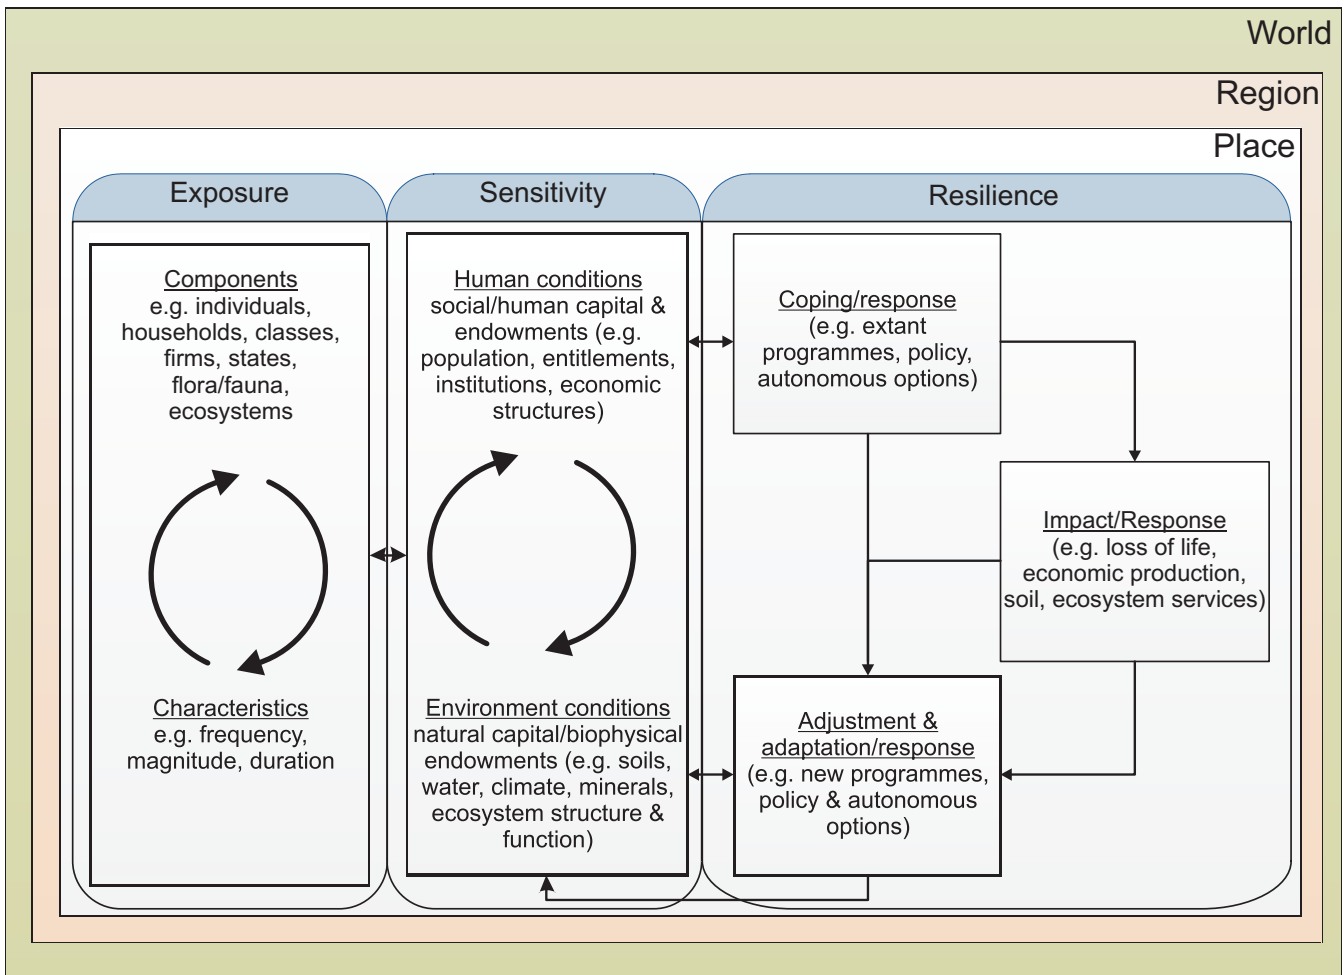 World
Region
Place
Exposure
Sensitivity
Resilience
Components
e.g. individuals,
households, classes,
firms, states,
flora/fauna,
ecosystems
Characteristics
e.g. frequency,
magnitude, duration
Human conditions
social/human capital &
endowments (e.g.
population, entitlements,
institutions, economic
structures)
Environment conditions
natural capital/biophysical
endowments (e.g. soils,
water, climate, minerals,
ecosystem structure &
function)
Coping/response
(e.g. extant
programmes, policy,
autonomous options)
Impact/Response
(e.g. loss of life,
economic production,
soil, ecosystem services)
Adjustment &
adaptation/response
(e.g. new programmes,
policy & autonomous
options)